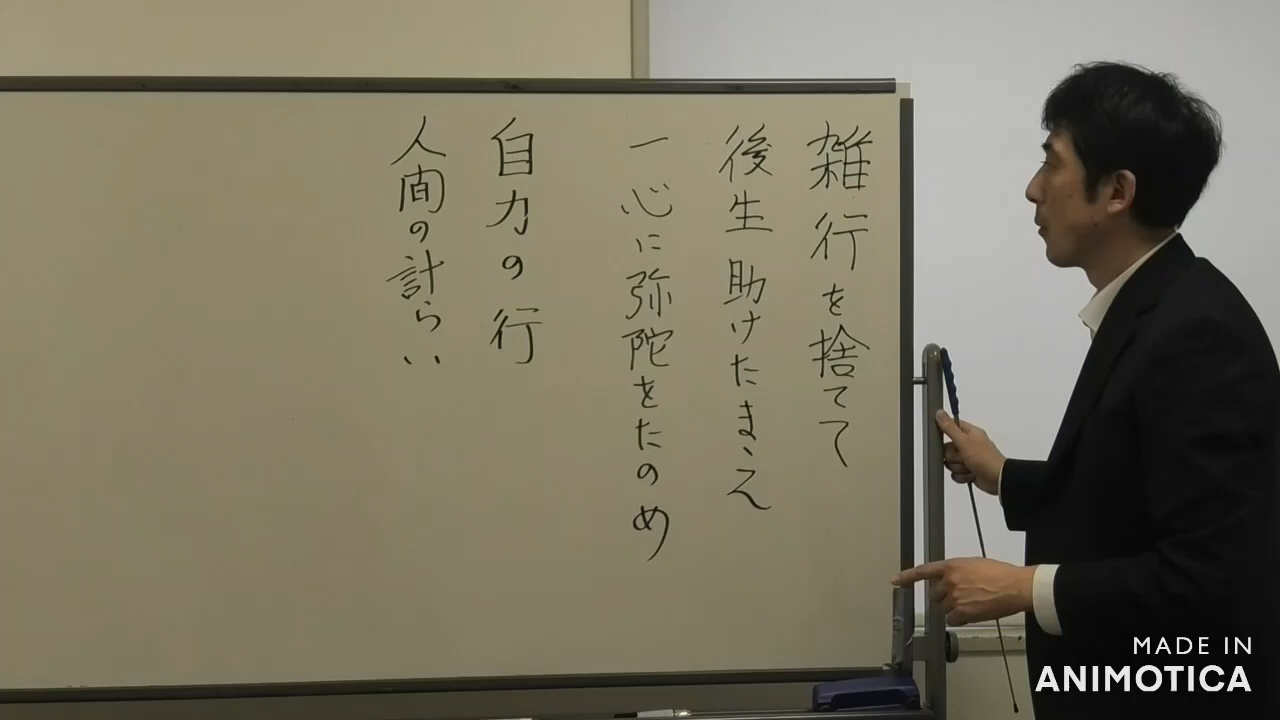 雑行を捨てて
後生助けたまえ
一心に弥陀をたのめ
自力の行
人間の計らい
MADE IN
ANIMOTICA